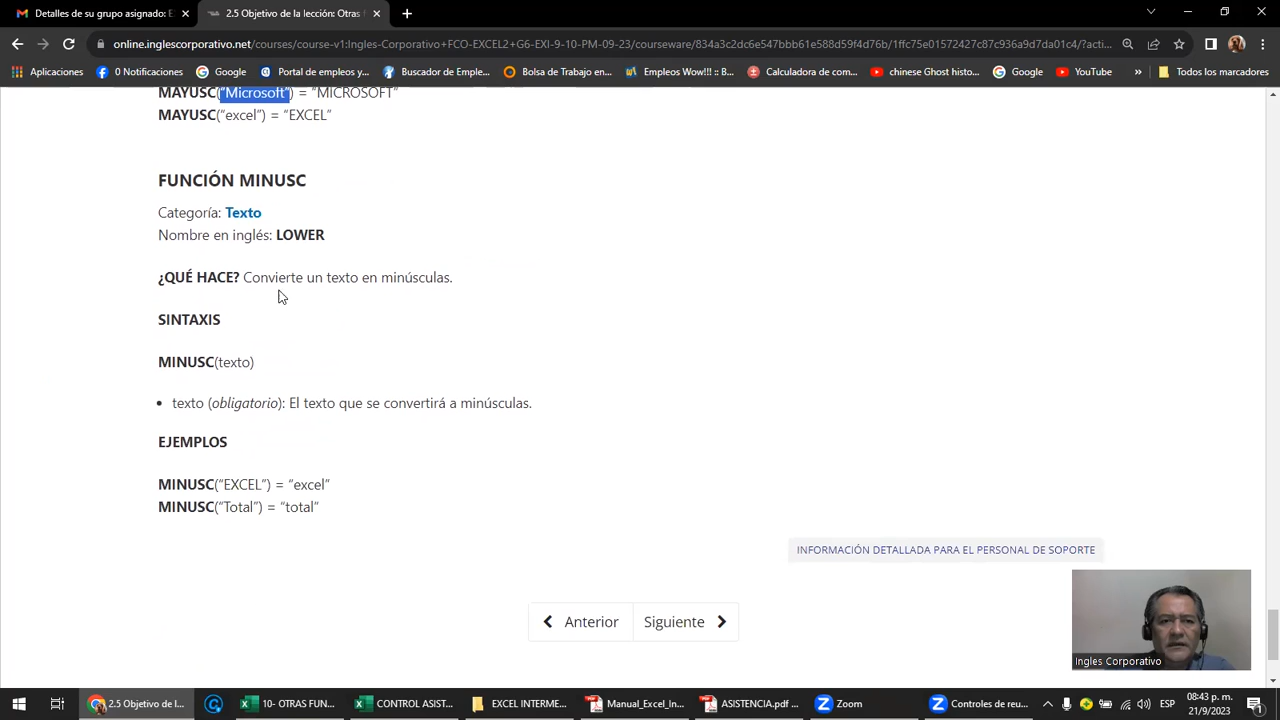 Detalles de su grupo asignado: E
2.5 Objetivo de la lección: Otras
online.inglescorporativo.net/courses/course-v1:Ingles-Corporativo+FCO-EXCEL2+G6-EXI-9-10-PM-09-23/courseware/834a3c2dc6e547bbb61e588d59f4d76b/1ffc75e01572427c87c936a9d7da04c1/?acti...
Aplicaciones
0 Notificaciones
Google
Portal de empleos y...
Buscador de Emple...
Bolsa de Trabajo en...
Empleos Wow!!! :: B...
Calculadora de com...
chinese Ghost histo...
Google
YouTube
»
Todos los marcadores
MAYUSC("Microsoft") = "MICROSOFT"
MAYUSC("excel") = "EXCEL"
FUNCIÓN MINUSC
Categoría: Texto
Nombre en inglés: LOWER
¿QUÉ HACE? Convierte un texto en minúsculas.
SINTAXIS
MINUSC(texto)
• texto (obligatorio): El texto que se convertirá a minúsculas.
EJEMPLOS
MINUSC("EXCEL") = "excel"
MINUSC("Total") = "total"
INFORMACIÓN DETALLADA PARA EL PERSONAL DE SOPORTE
Anterior
Siguiente
Ingles Corporativo
2.5 Objetivo de la l...
10- OTRAS FUN...
CONTROL ASIST...
EXCEL INTERME...
Manual_Excel_In...
ASISTENCIA.pdf ...
Zoom
Controles de reu...
ESP
08:43 p. m.
21/9/2023